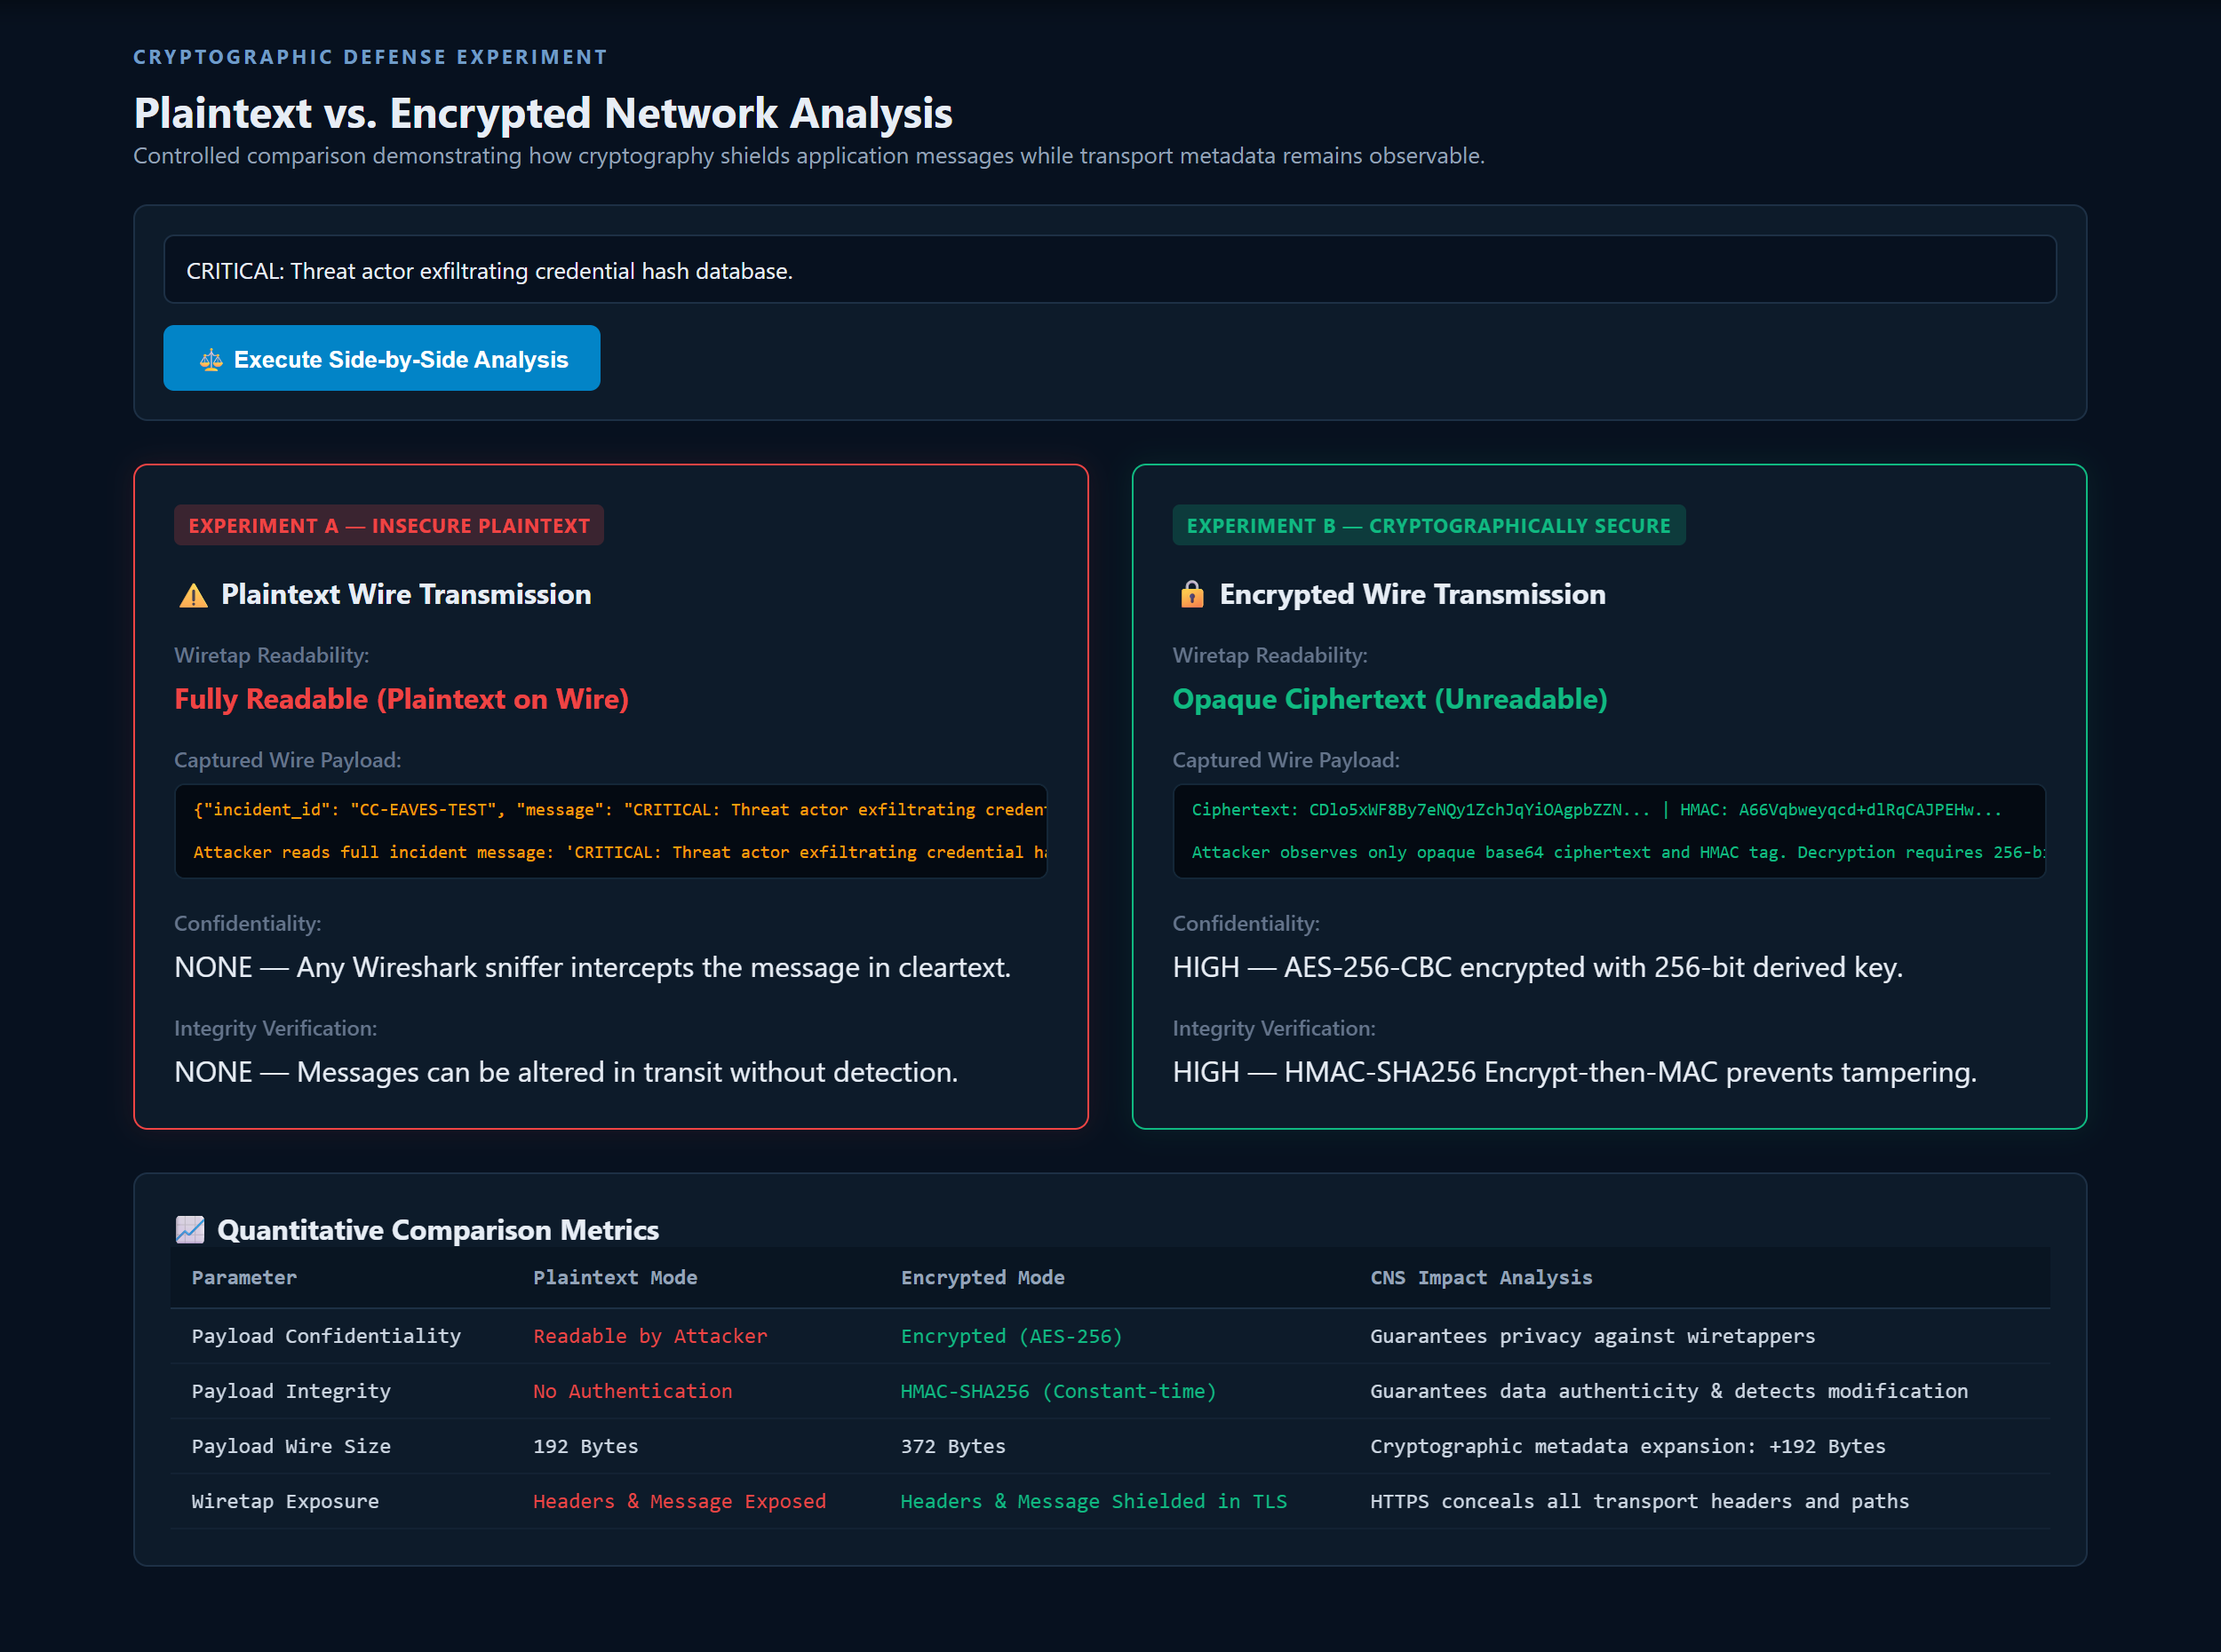 CRYPTOGRAPHIC DEFENSE EXPERIMENT
Plaintext vs. Encrypted Network Analysis
Controlled comparison demonstrating how cryptography shields application messages while transport metadata remains observable.
CRITICAL: Threat actor exfiltrating credential hash database.
Execute Side-by-Side Analysis
EXPERIMENT A — INSECURE PLAINTEXT
Plaintext Wire Transmission
Wiretap Readability:
Fully Readable (Plaintext on Wire)
Captured Wire Payload:
{"incident_id": "CC-EAVES-TEST", "message": "CRITICAL: Threat actor exfiltrating creden
Attacker reads full incident message: 'CRITICAL: Threat actor exfiltrating credential ha
Confidentiality:
NONE — Any Wireshark sniffer intercepts the message in cleartext.
Integrity Verification:
NONE — Messages can be altered in transit without detection.
EXPERIMENT B — CRYPTOGRAPHICALLY SECURE
Encrypted Wire Transmission
Wiretap Readability:
Opaque Ciphertext (Unreadable)
Captured Wire Payload:
Ciphertext: CDlo5xWF8By7eNQy1ZchJqYiOAgpbZZN... | HMAC: A66Vqbweyqcd+dlRqCAJPEHw...
Attacker observes only opaque base64 ciphertext and HMAC tag. Decryption requires 256-bi
Confidentiality:
HIGH — AES-256-CBC encrypted with 256-bit derived key.
Integrity Verification:
HIGH — HMAC-SHA256 Encrypt-then-MAC prevents tampering.
Quantitative Comparison Metrics
Parameter Plaintext Mode Encrypted Mode CNS Impact Analysis
Payload Confidentiality Readable by Attacker Encrypted (AES-256) Guarantees privacy against wiretappers
Payload Integrity No Authentication HMAC-SHA256 (Constant-time) Guarantees data authenticity & detects modification
Payload Wire Size 192 Bytes 372 Bytes Cryptographic metadata expansion: +192 Bytes
Wiretap Exposure Headers & Message Exposed Headers & Message Shielded in TLS HTTPS conceals all transport headers and paths